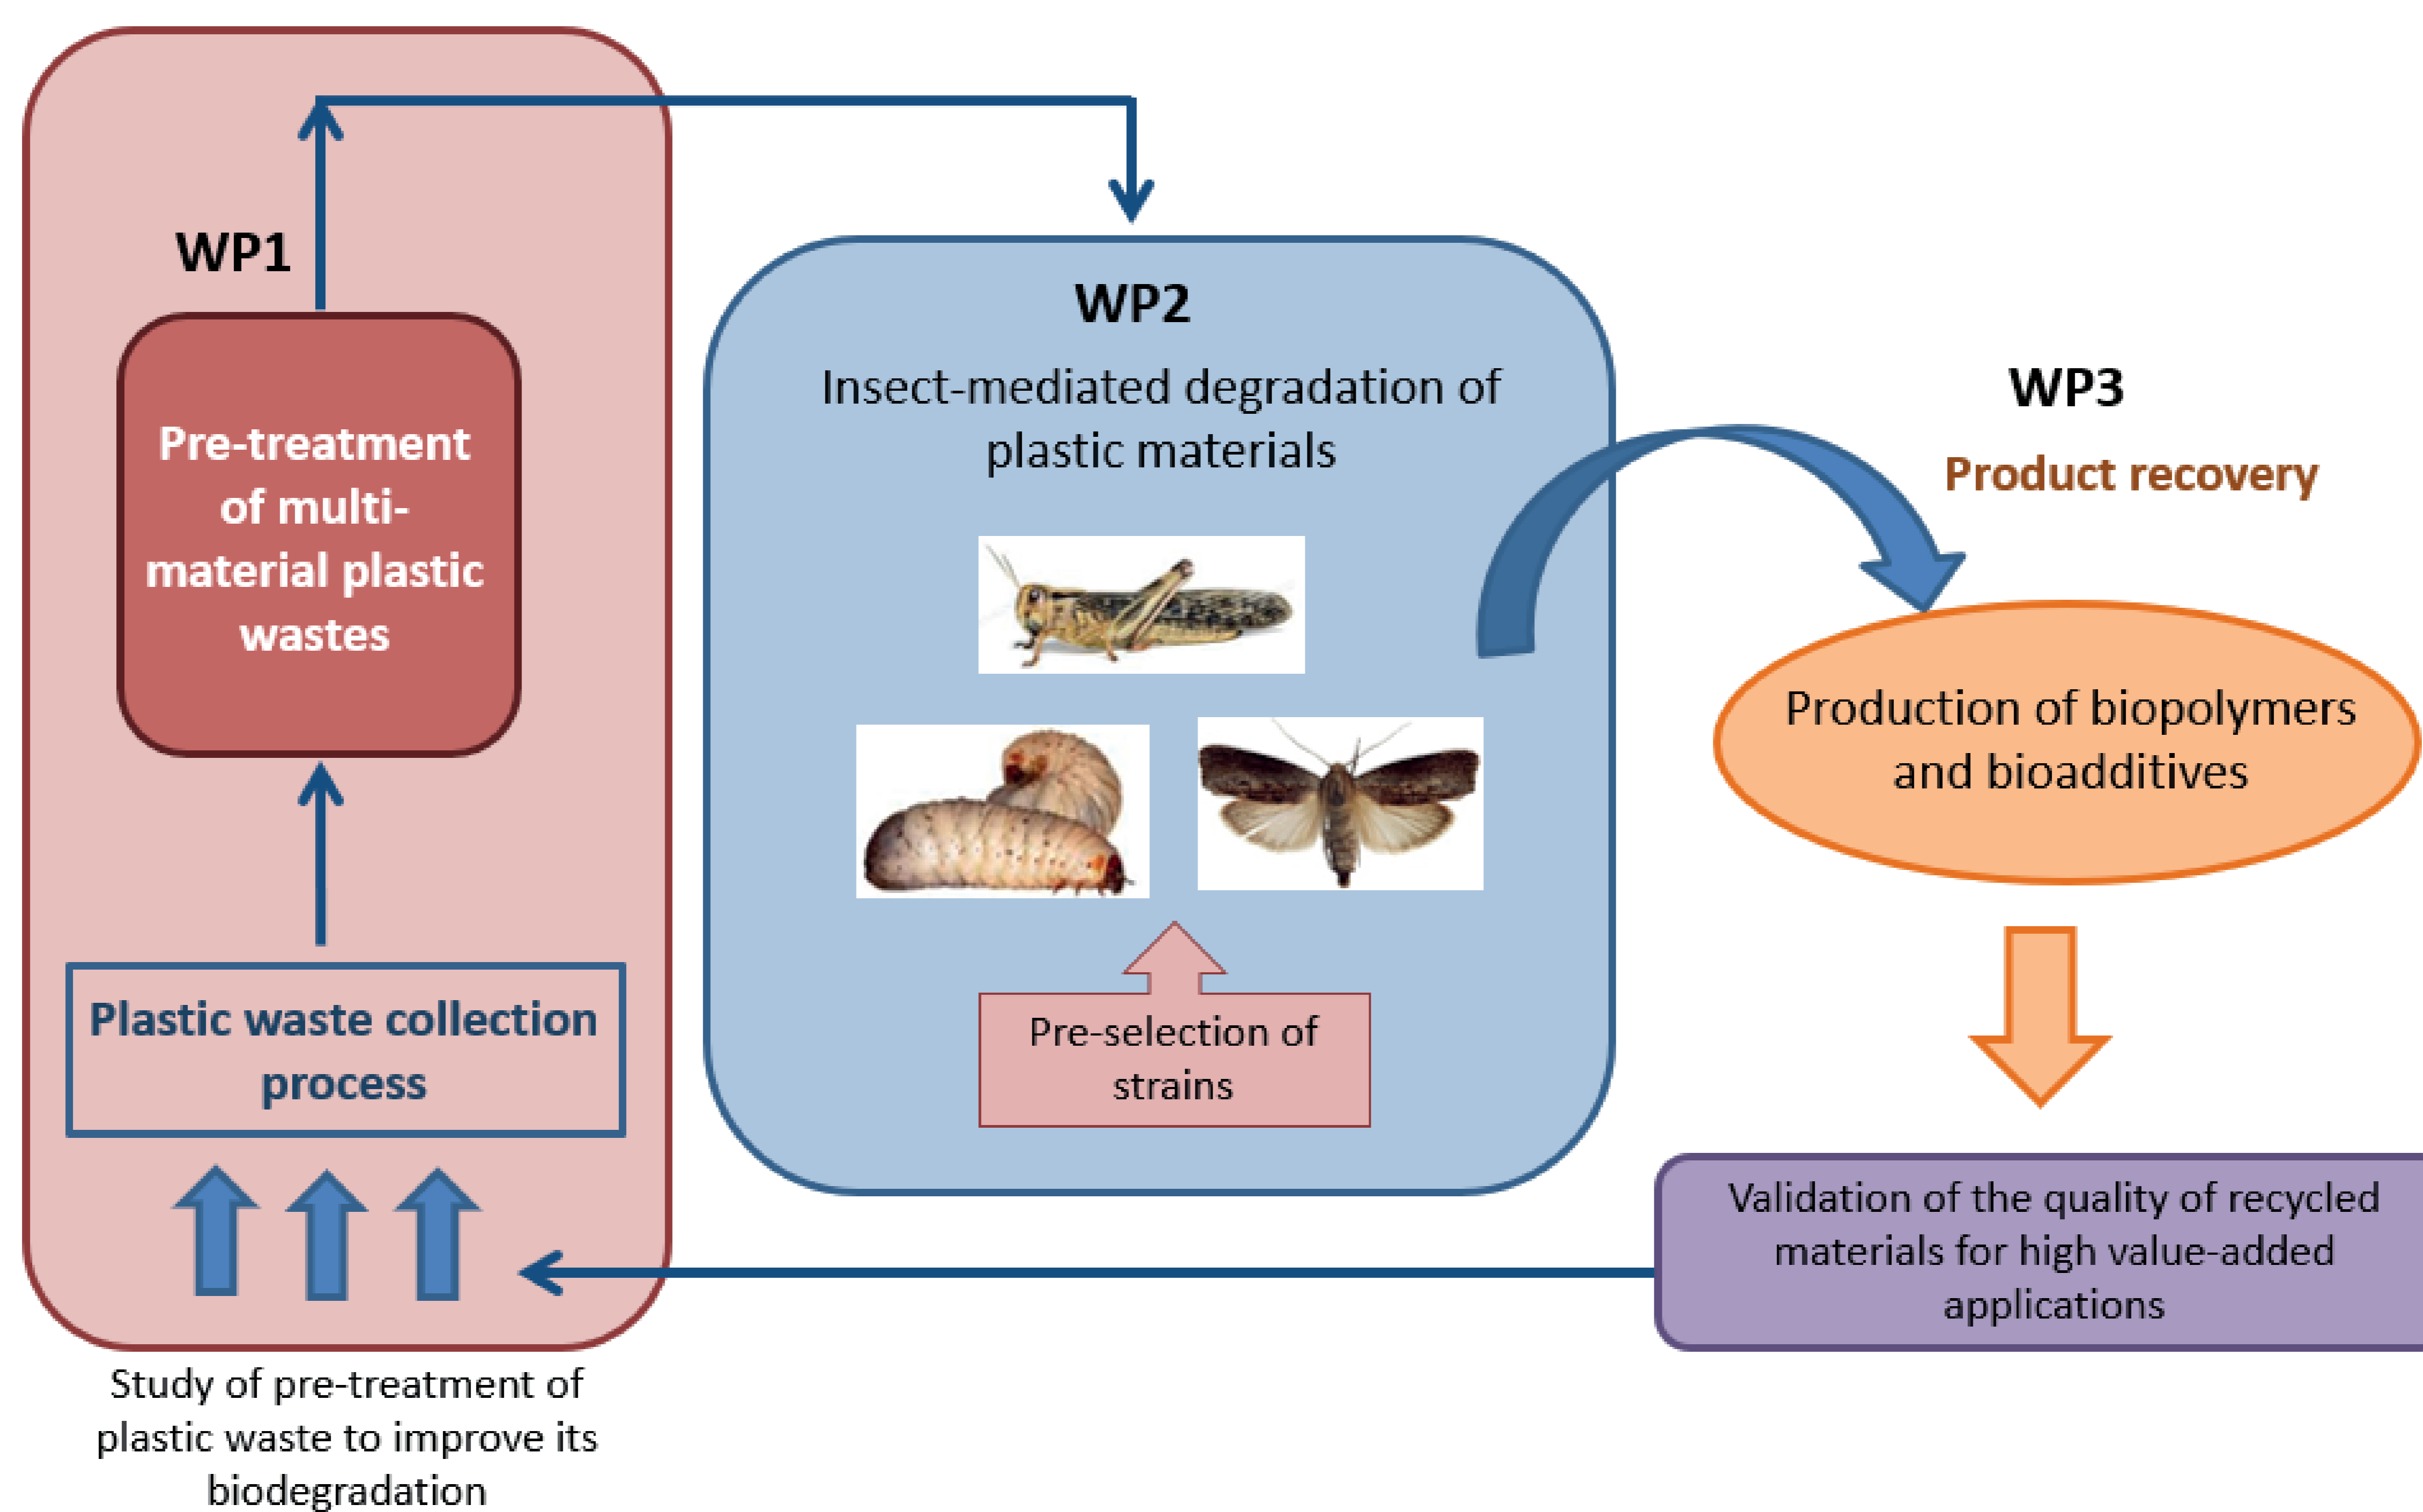 WP1
Pre-treatment
of multi-
material plastic
wastes
Plastic waste collection
process
Study of pre-treatment of
plastic waste to improve its
biodegradation
WP2
Insect-mediated degradation of
plastic materials
Pre-selection of
strains
WP3
Product recovery
Production of biopolymers
and bioadditives
Validation of the quality of recycled
materials for high value-added
applications